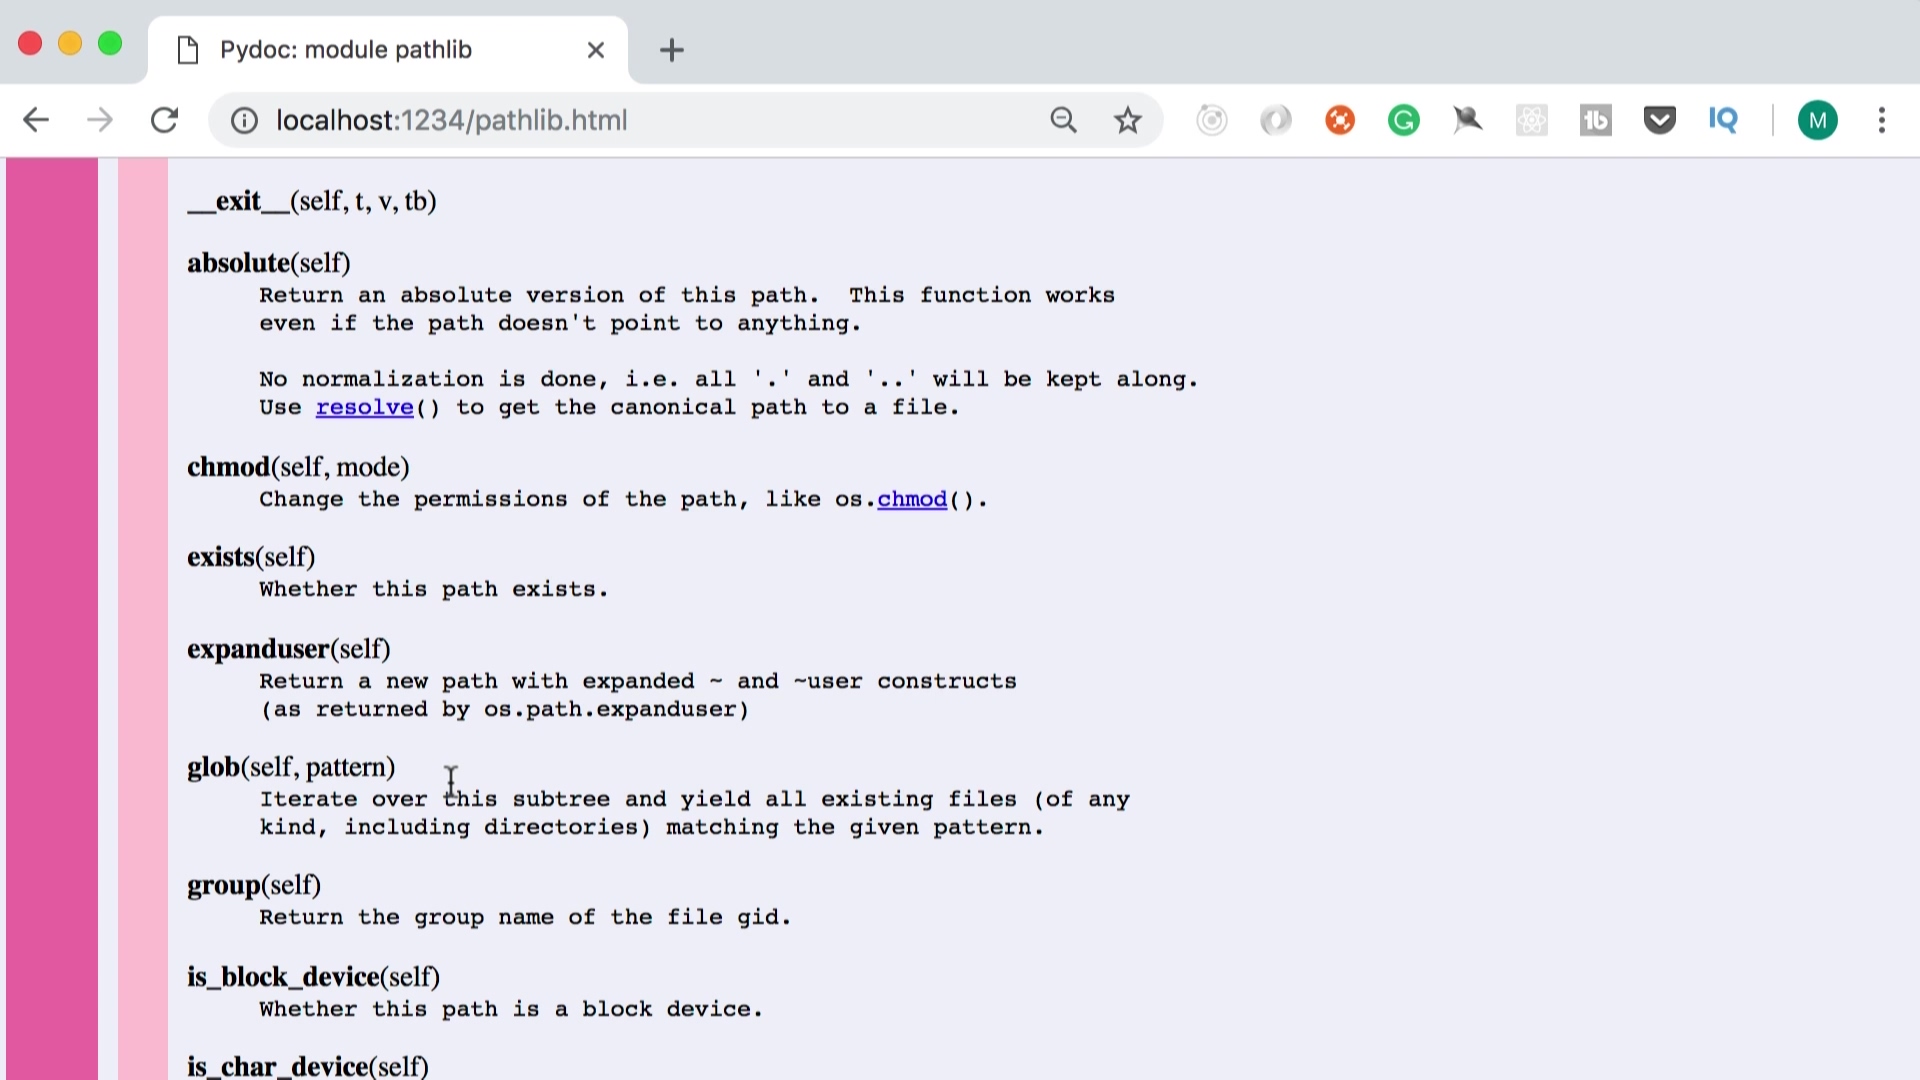 Pydoc: module pathlib
localhost:1234/pathlib.html
G
1b
IQ
M
__exit__(self, t, v, tb)
absolute(self)
Return an absolute version of this path.  This function works
even if the path doesn't point to anything.
No normalization is done, i.e. all '.' and '..' will be kept along.
Use resolve() to get the canonical path to a file.
chmod(self, mode)
Change the permissions of the path, like os.chmod().
exists(self)
Whether this path exists.
expanduser(self)
Return a new path with expanded ~ and ~user constructs
(as returned by os.path.expanduser)
glob(self, pattern)
Iterate over this subtree and yield all existing files (of any
kind, including directories) matching the given pattern.
group(self)
Return the group name of the file gid.
is_block_device(self)
Whether this path is a block device.
is_char_device(self)